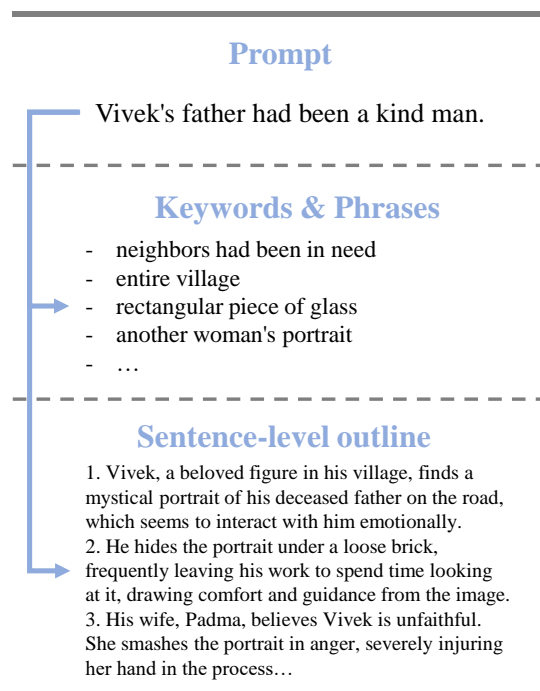 Prompt
Vivek's father had been a kind man.
Keywords & Phrases
- neighbors had been in need
- entire village
- rectangular piece of glass
- another woman's portrait
- …
Sentence-level outline
1. Vivek, a beloved figure in his village, finds a
mystical portrait of his deceased father on the road,
which seems to interact with him emotionally.
2. He hides the portrait under a loose brick,
frequently leaving his work to spend time looking
at it, drawing comfort and guidance from the image.
3. His wife, Padma, believes Vivek is unfaithful.
She smashes the portrait in anger, severely injuring
her hand in the process…